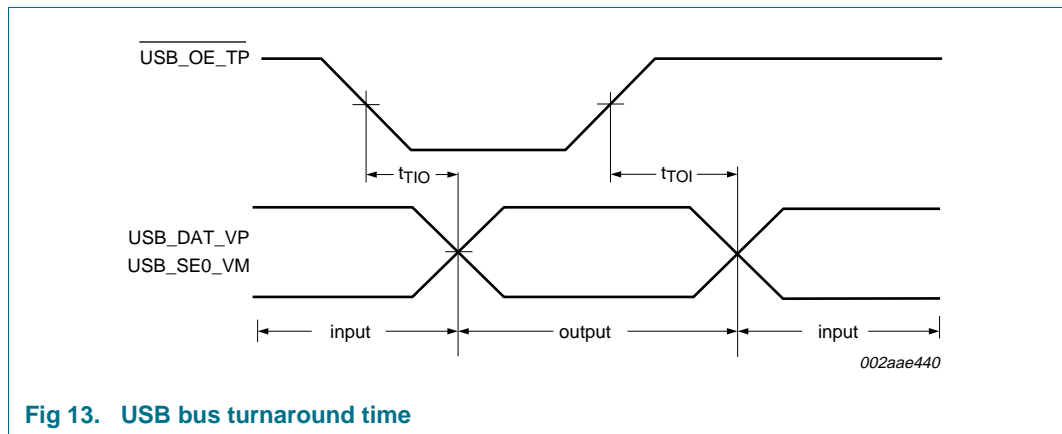 USB_OE_TP
tTIO
tTOI
USB_DAT_VP
USB_SE0_VM
input
output
input
002aae440
Fig 13. USB bus turnaround time